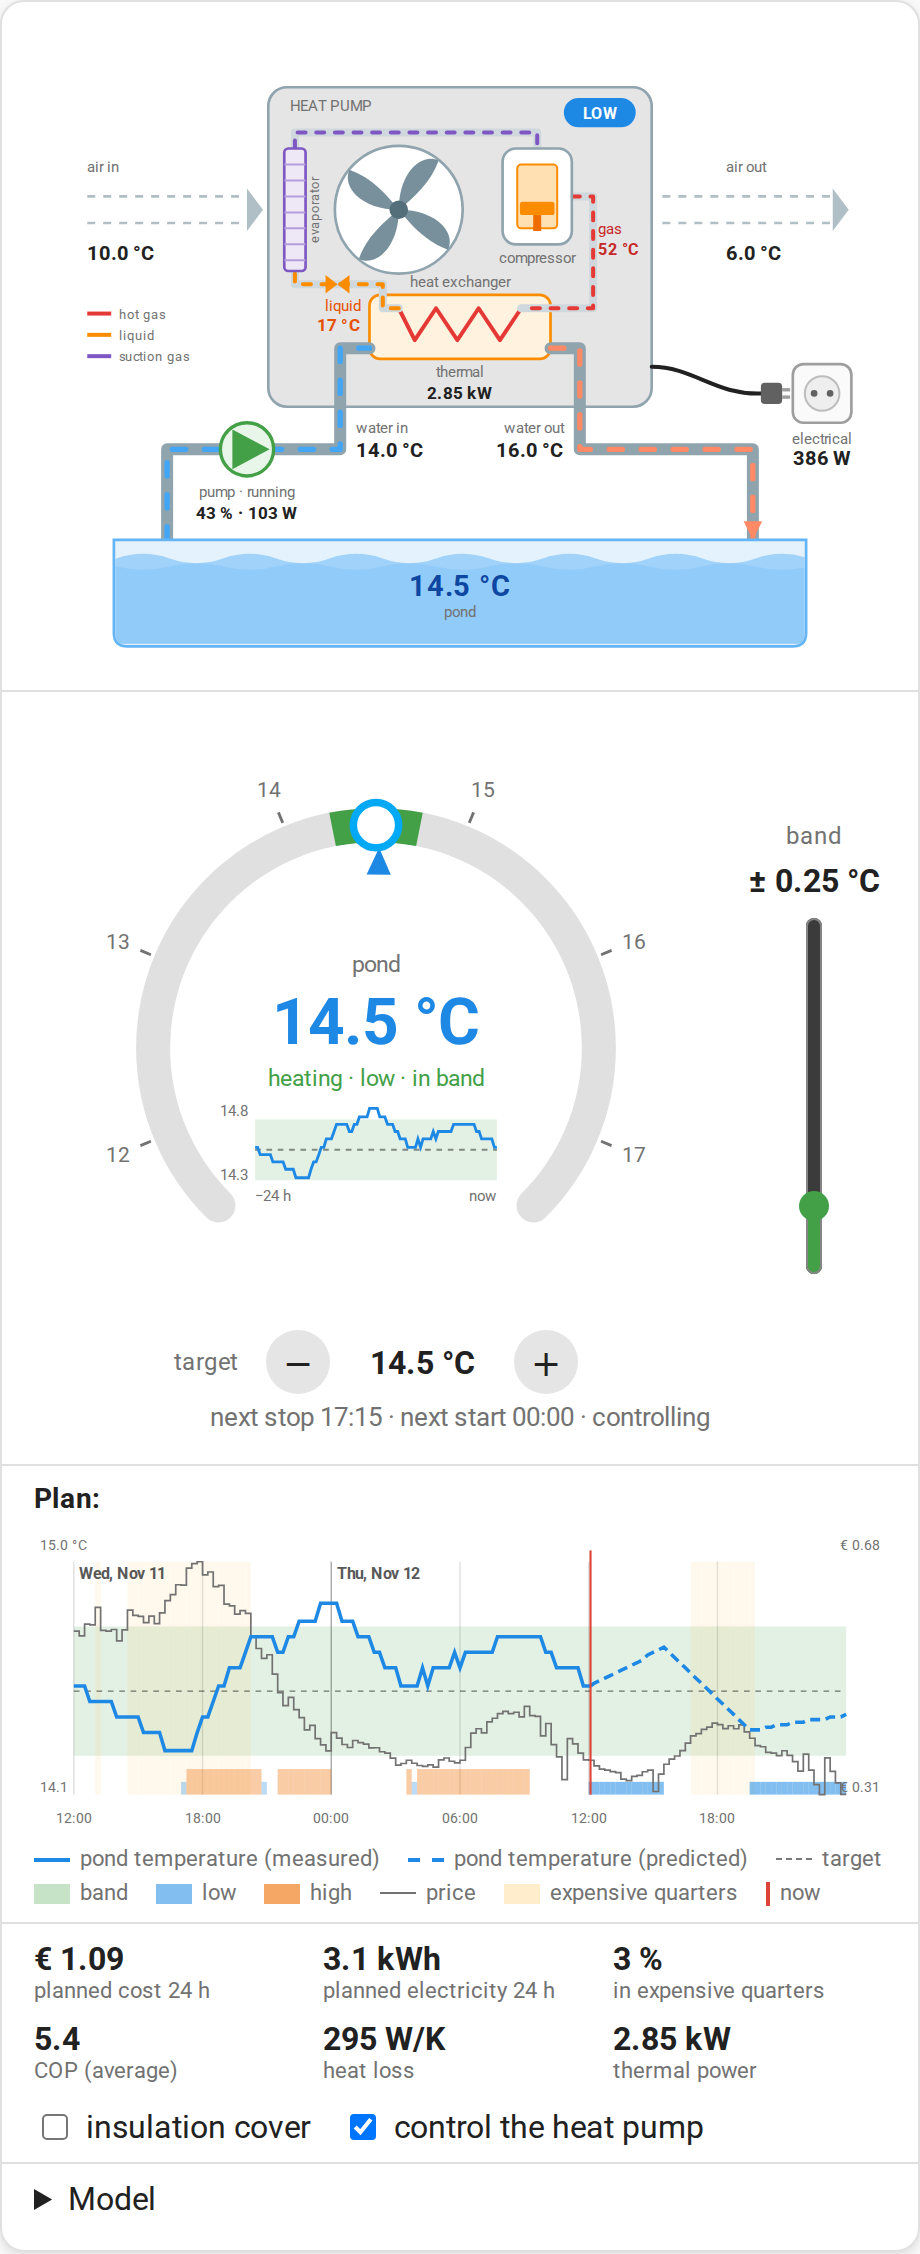 HEAT PUMP
LOW
air in
air out
evaporator
10.0 °C
gas
52 °C
6.0 °C
compressor
heat exchanger
hot gas
liquid
suction gas
liquid
17 °C
thermal
2.85 kW
water in
14.0 °C
water out
16.0 °C
electrical
386 W
pump · running
43 % · 103 W
14.5 °C
pond
14
15
band
± 0.25 °C
13
16
pond
14.5 °C
heating · low · in band
14.8
12
17
14.3
−24 h
now
target
−
14.5 °C
+
next stop 17:15 · next start 00:00 · controlling
Plan:
15.0 °C
€ 0.68
Wed, Nov 11
Thu, Nov 12
14.1
€ 0.31
12:00
18:00
00:00
06:00
12:00
18:00
pond temperature (measured)
pond temperature (predicted)
target
band
low
high
price
expensive quarters
now
€ 1.09
planned cost 24 h
3.1 kWh
planned electricity 24 h
3 %
in expensive quarters
5.4
COP (average)
295 W/K
heat loss
2.85 kW
thermal power
insulation cover
control the heat pump
Model